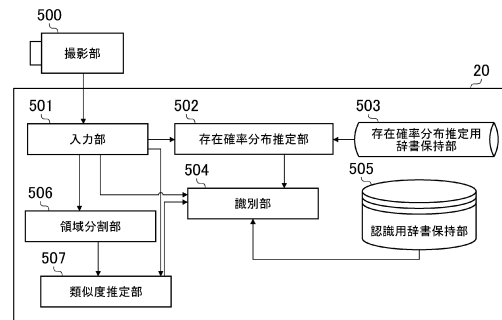 500
撮影部
20
501
入力部
502
存在確率分布推定部
503
存在確率分布推定用
辞書保持部
504
識別部
505
認識用辞書保持部
506
領域分割部
507
類似度推定部